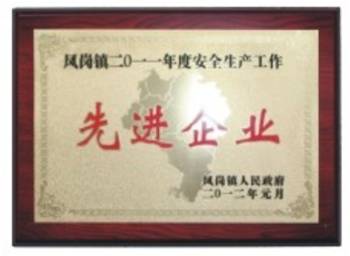 凤岗镇二〇一一年度安全生产工作
先进企业
凤岗镇人民政府
二〇一二年元月